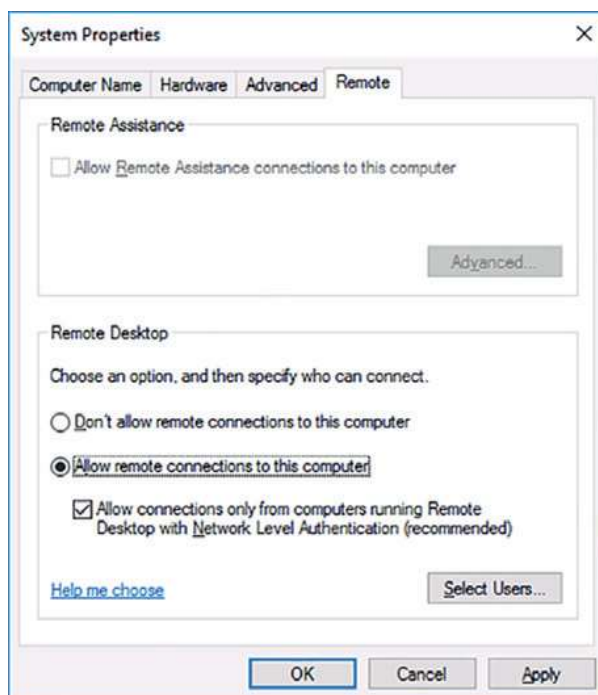 System Properties
Computer Name Hardware Advanced Remote
Remote Assistance
Allow Remote Assistance connections to this computer
Advanced...
Remote Desktop
Choose an option, and then specify who can connect.
Don't allow remote connections to this computer
Allow remote connections to this computer
Allow connections only from computers running Remote
Desktop with Network Level Authentication (recommended)
Help me choose Select Users...
OK Cancel Apply